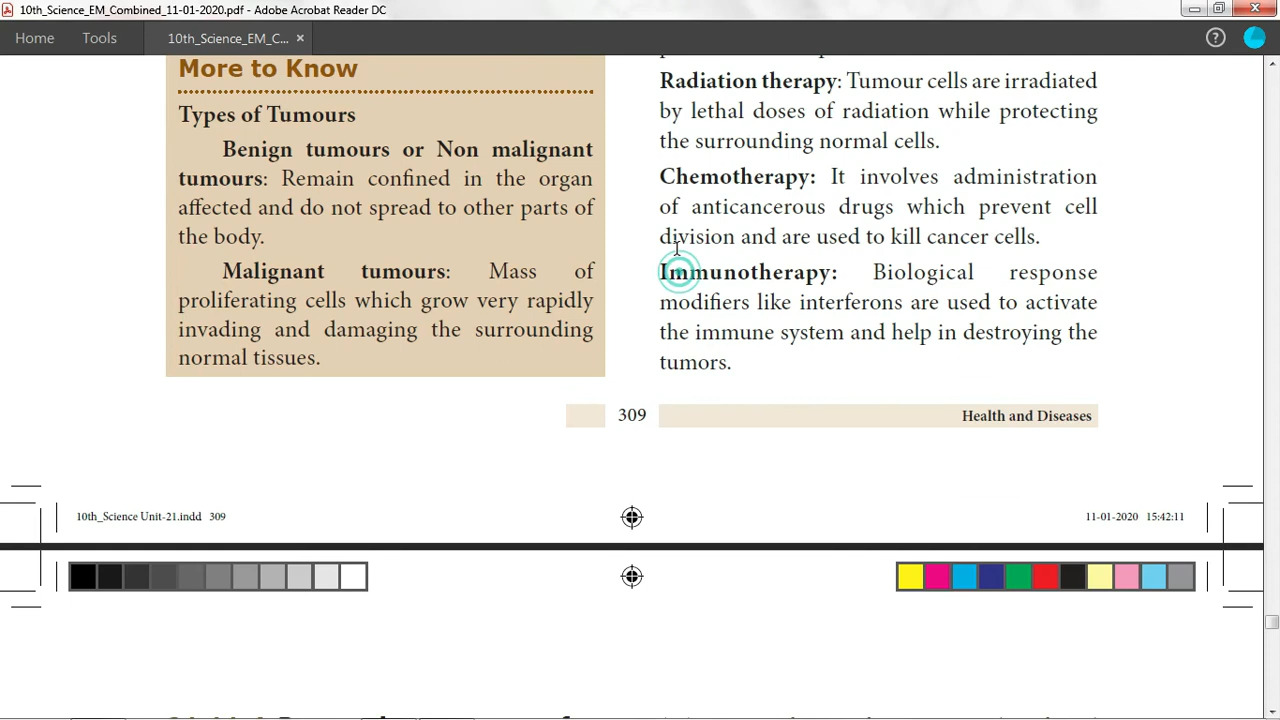 10th_Science_EM_Combined_11-01-2020.pdf - Adobe Acrobat Reader DC
Home Tools 10th_Science_EM_C... ×
More to Know
Types of Tumours
Benign tumours or Non malignant
tumours: Remain confined in the organ
affected and do not spread to other parts of
the body.
Malignant tumours: Mass of
proliferating cells which grow very rapidly
invading and damaging the surrounding
normal tissues.
Radiation therapy: Tumour cells are irradiated
by lethal doses of radiation while protecting
the surrounding normal cells.
Chemotherapy: It involves administration
of anticancerous drugs which prevent cell
division and are used to kill cancer cells.
Immunotherapy: Biological response
modifiers like interferons are used to activate
the immune system and help in destroying the
tumors.
309 Health and Diseases
10th_Science Unit-21.indd 309 11-01-2020 15:42:11